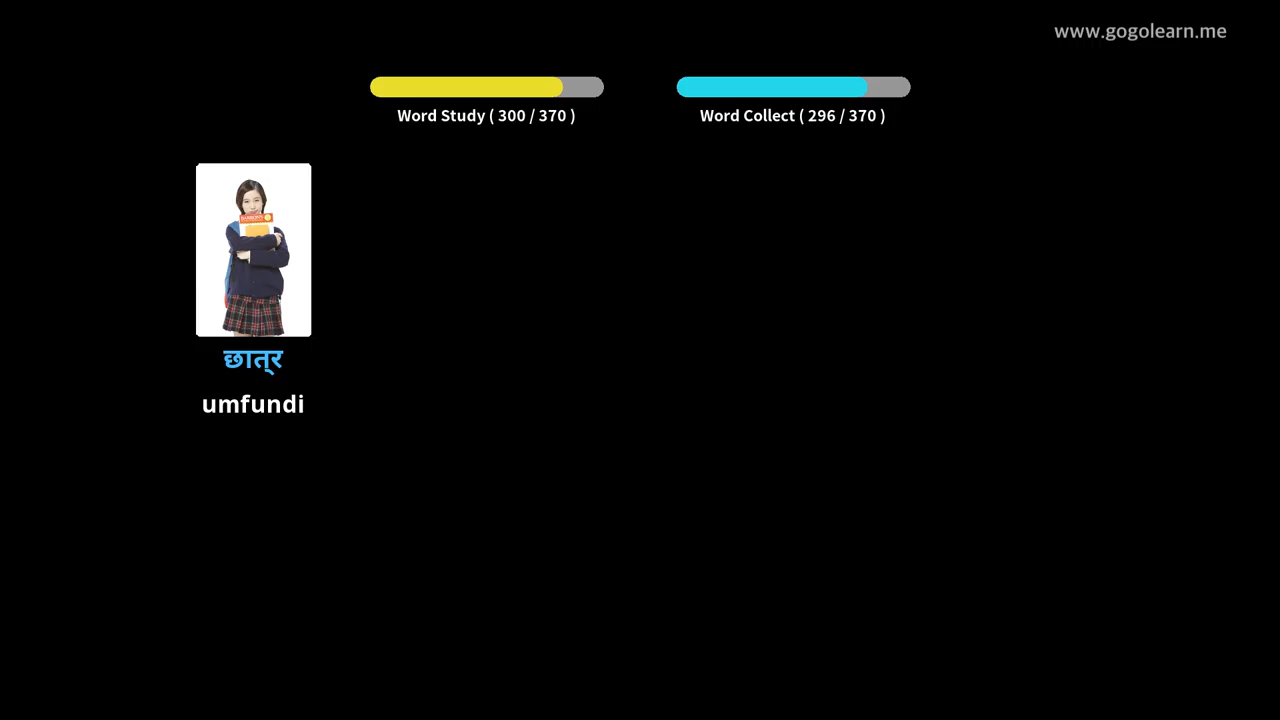 www.gogolearn.me
Word Study ( 300 / 370 )
Word Collect ( 296 / 370 )
छात्र
umfundi